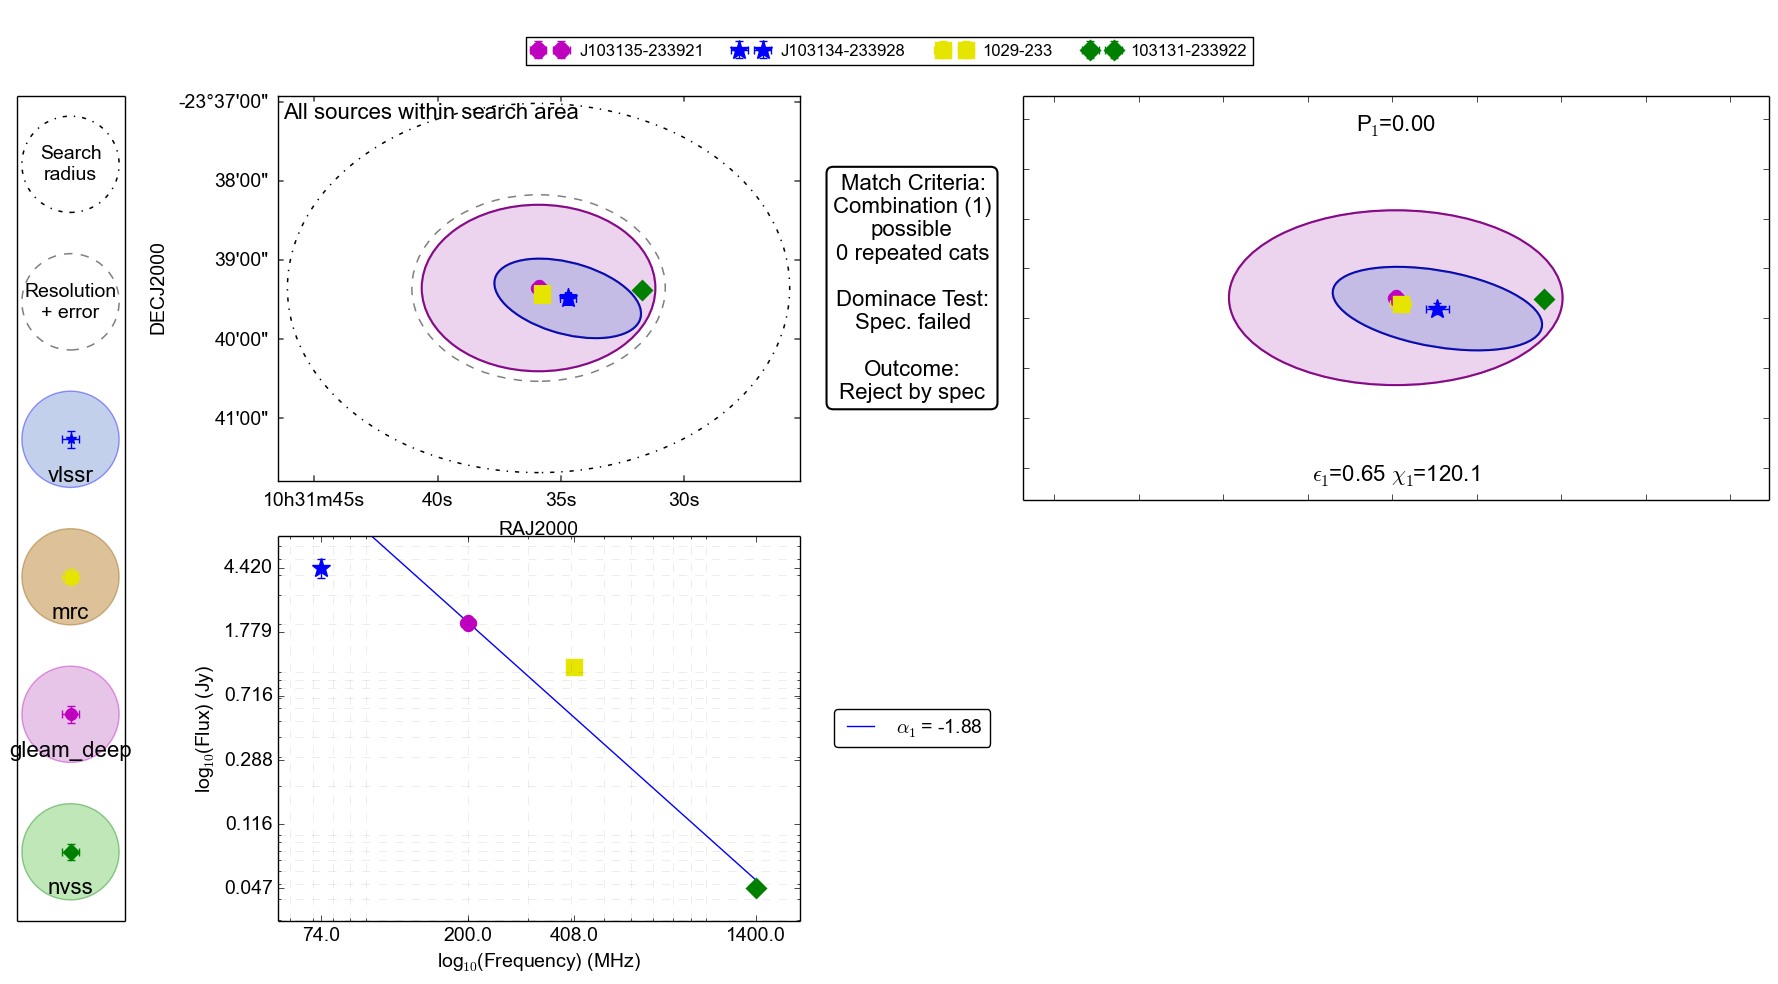 J103135-233921
J103134-233928
1029-233
103131-233922
Search
radius
Resolution
+ error
vlssr
mrc
gleam_deep
nvss
All sources within search area
-23°37'00"
38'00"
39'00"
40'00"
41'00"
DECJ2000
10h31m45s
40s
35s
30s
RAJ2000
Match Criteria:
Combination (1)
possible
0 repeated cats
Dominace Test:
Spec. failed
Outcome:
Reject by spec
P1=0.00
ϵ1=0.65 χ1=120.1
4.420
1.779
0.716
0.288
0.116
0.047
log10(Flux) (Jy)
74.0
200.0
408.0
1400.0
log10(Frequency) (MHz)
α1 = -1.88